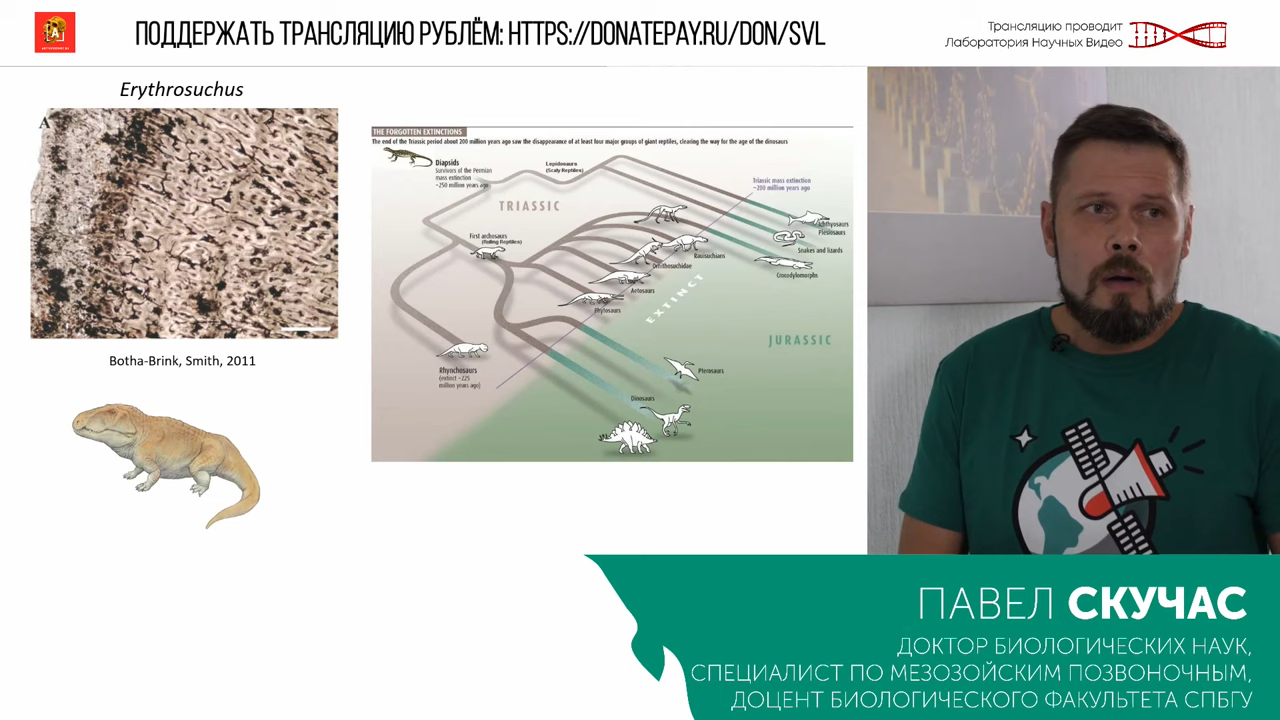 ПОДДЕРЖАТЬ ТРАНСЛЯЦИЮ РУБЛЁМ: HTTPS://DONATEPAY.RU/DON/SVL
Трансляцию проводит
Лаборатория Научных Видео
Erythrosuchus
A
Botha-Brink, Smith, 2011
THE FORGOTTEN EXTINCTIONS
The end of the Triassic period about 200 million years ago saw the disappearance of at least four major groups of giant reptiles, clearing the way for the age of the dinosaurs
Diapsids
Survivors of the Permian
mass extinction
~250 million years ago
Lepidosaurs
(Scaly Reptiles)
Triassic mass extinction
~200 million years ago
TRIASSIC
First archosaurs
(Ruling Reptiles)
Ichthyosaurs
Plesiosaurs
Snakes and lizards
Crocodylomorphs
Rauisuchians
Ornithosuchidae
Aetosaurs
Phytosaurs
EXTINCT
JURASSIC
Rhynchosaurs
(extinct ~225
million years ago)
Pterosaurs
Dinosaurs
ПАВЕЛ СКУЧАС
ДОКТОР БИОЛОГИЧЕСКИХ НАУК,
СПЕЦИАЛИСТ ПО МЕЗОЗОЙСКИМ ПОЗВОНОЧНЫМ,
ДОЦЕНТ БИОЛОГИЧЕСКОГО ФАКУЛЬТЕТА СПБГУ